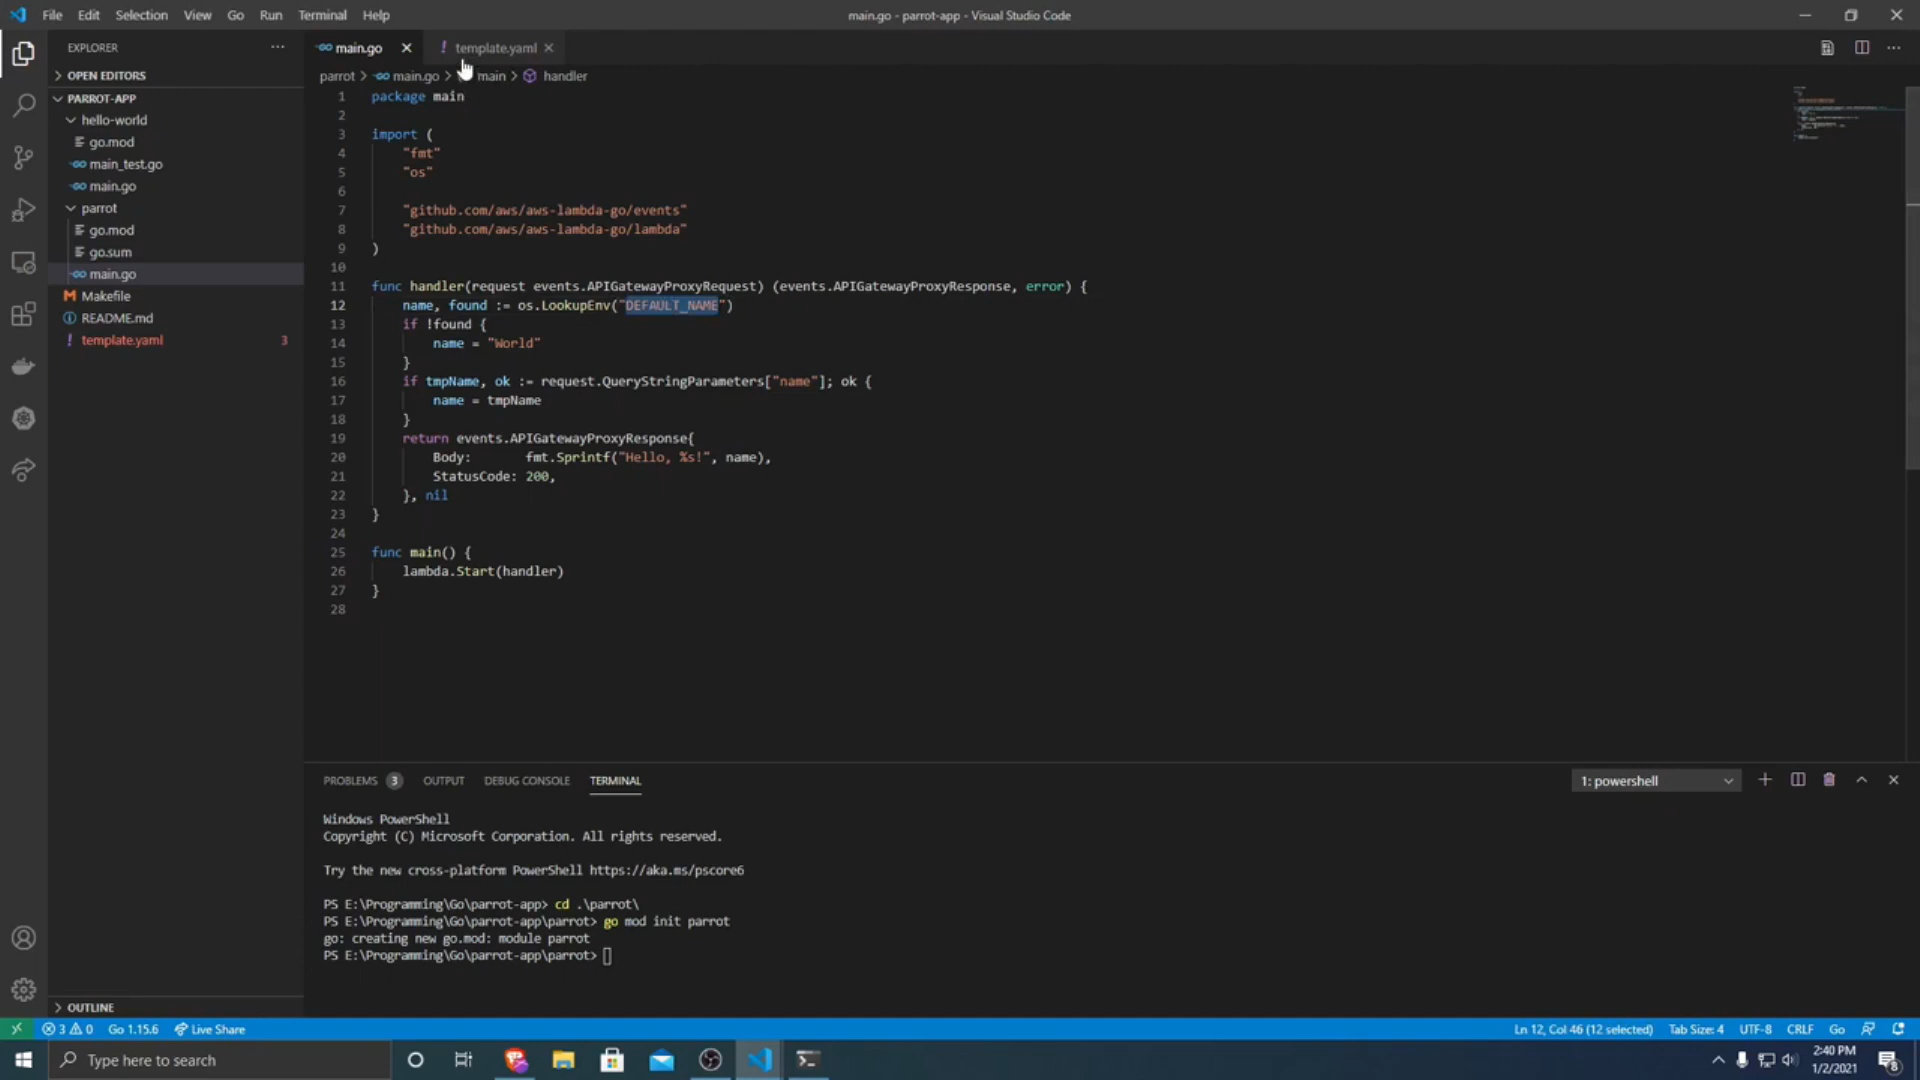 File Edit Selection View Go Run Terminal Help
main.go - parrot-app - Visual Studio Code
EXPLORER
OPEN EDITORS
PARROT-APP
hello-world
go.mod
main_test.go
main.go
parrot
go.mod
go.sum
main.go
Makefile
README.md
template.yaml 3
OUTLINE
main.go
template.yaml
parrot > main.go > main > handler
1 package main
2
3 import (
4 "fmt"
5 "os"
6
7 "github.com/aws/aws-lambda-go/events"
8 "github.com/aws/aws-lambda-go/lambda"
9 )
10
11 func handler(request events.APIGatewayProxyRequest) (events.APIGatewayProxyResponse, error) {
12 name, found := os.LookupEnv("DEFAULT_NAME")
13 if !found {
14 name = "World"
15 }
16 if tmpName, ok := request.QueryStringParameters["name"]; ok {
17 name = tmpName
18 }
19 return events.APIGatewayProxyResponse{
20 Body: fmt.Sprintf("Hello, %s!", name),
21 StatusCode: 200,
22 }, nil
23 }
24
25 func main() {
26 lambda.Start(handler)
27 }
28
PROBLEMS 3 OUTPUT DEBUG CONSOLE TERMINAL
1: powershell
Windows PowerShell
Copyright (C) Microsoft Corporation. All rights reserved.
Try the new cross-platform PowerShell https://aka.ms/pscore6
PS E:\Programming\Go\parrot-app> cd .\parrot\
PS E:\Programming\Go\parrot-app\parrot> go mod init parrot
go: creating new go.mod: module parrot
PS E:\Programming\Go\parrot-app\parrot>
3 0 Go 1.15.6 Live Share
Ln 12, Col 46 (12 selected) Tab Size: 4 UTF-8 CRLF Go
Type here to search
2:40 PM
1/2/2021
8